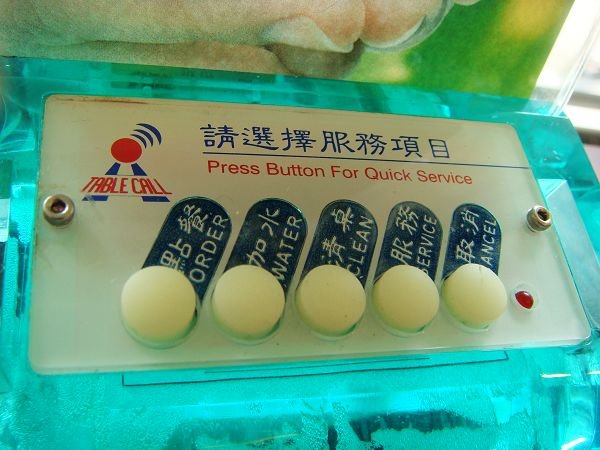 請選擇服務項目
Press Button For Quick Service
TABLE CALL
點餐
ORDER
加水
WATER
清桌
CLEAN
服務
SERVICE
取消
CANCEL